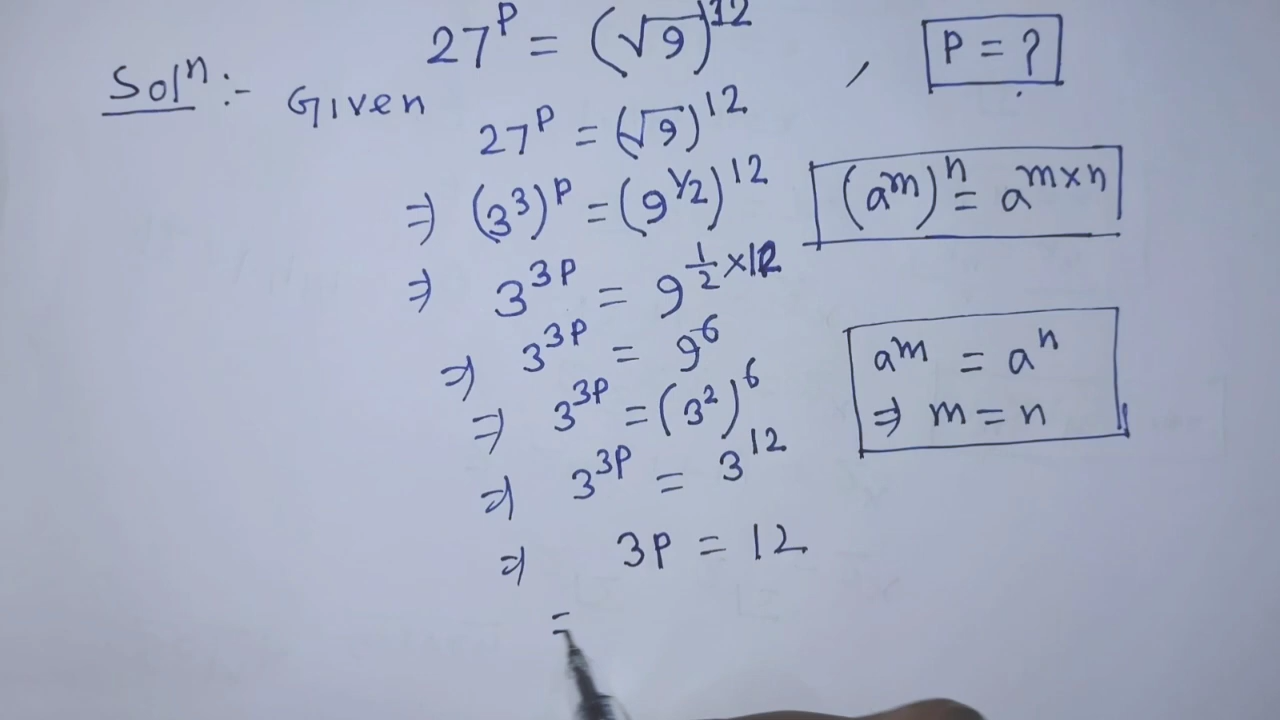 27^P = (√9)^12 , P = ?
Solⁿ :- Given
27^P = (√9)^12
⇒ (3^3)^P = (9^1/2)^12
(a^m)^n = a^m×n
⇒ 3^3P = 9^1/2×12
⇒ 3^3P = 9^6
a^m = a^n
⇒ m = n
⇒ 3^3P = (3^2)^6
⇒ 3^3P = 3^12
⇒ 3P = 12
=